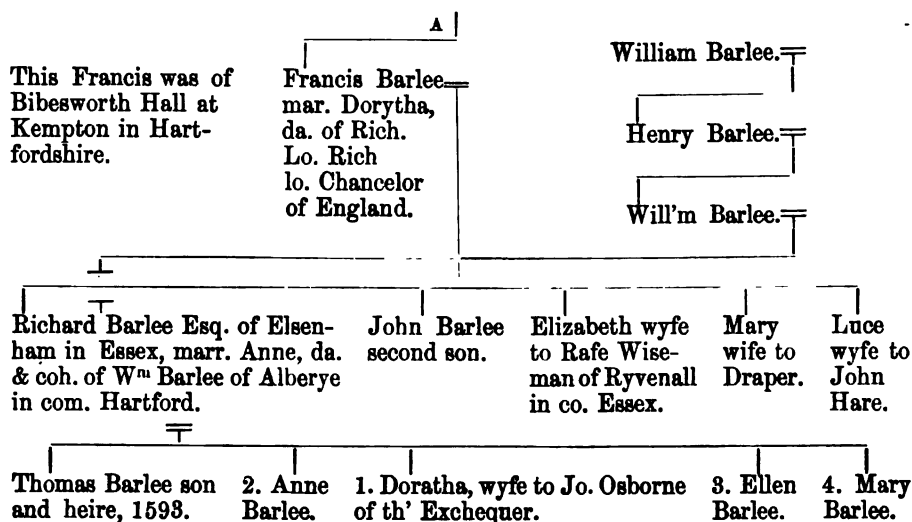 A
This Francis was of
Bibesworth Hall at
Kempton in Hart-
fordshire.
Francis Barlee
mar. Dorytha,
da. of Rich.
Lo. Rich
lo. Chancelor
of England.
William Barlee.
Henry Barlee.
Will'm Barlee.
Richard Barlee Esq. of Elsen-
ham in Essex, marr. Anne, da.
& coh. of Wm Barlee of Alberye
in com. Hartford.
John Barlee
second son.
Elizabeth wyfe
to Rafe Wise-
man of Ryvenall
in co. Essex.
Mary
wife to
Draper.
Luce
wyfe to
John
Hare.
Thomas Barlee son
and heire, 1593.
2. Anne
Barlee.
1. Doratha, wyfe to Jo. Osborne
of th' Exchequer.
3. Ellen
Barlee.
4. Mary
Barlee.